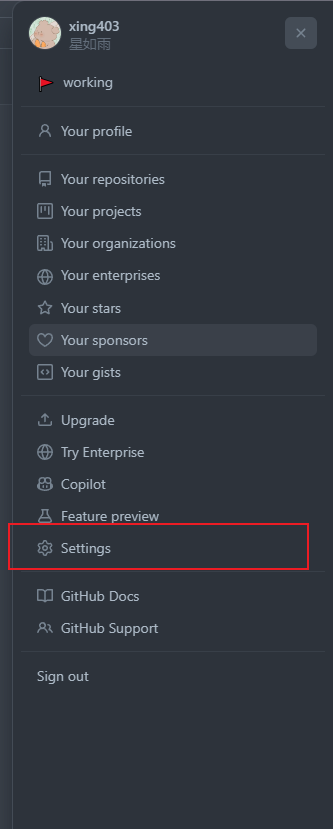 xing403
星如雨
working
Your profile
Your repositories
Your projects
Your organizations
Your enterprises
Your stars
Your sponsors
Your gists
Upgrade
Try Enterprise
Copilot
Feature preview
Settings
GitHub Docs
GitHub Support
Sign out